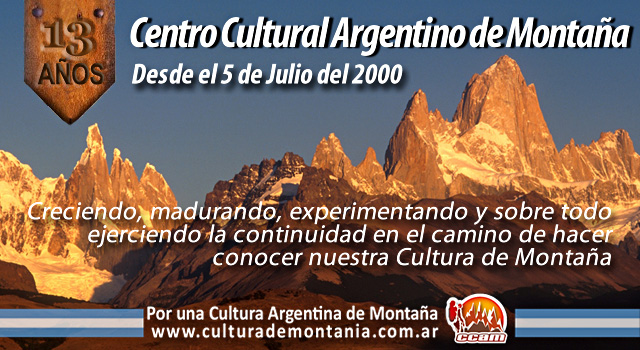 13
AÑOS
Centro Cultural Argentino de Montaña
Desde el 5 de Julio del 2000
Creciendo, madurando, experimentando y sobre todo
ejerciendo la continuidad en el camino de hacer
conocer nuestra Cultura de Montaña
Por una Cultura Argentina de Montaña
www.culturademontania.com.ar
ccam